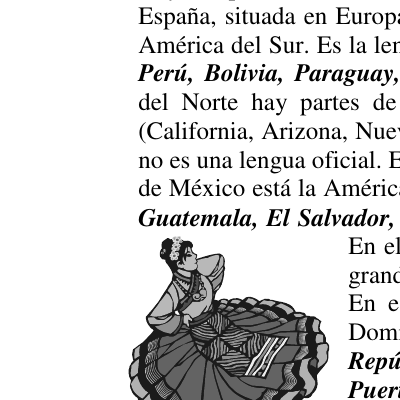 España, situada en Europa
América del Sur. Es la len
Perú, Bolivia, Paraguay,
del Norte hay partes de
(California, Arizona, Nuev
no es una lengua oficial. E
de México está la Améric
Guatemala, El Salvador,
En el
grand
En e
Domi
Repú
Puert